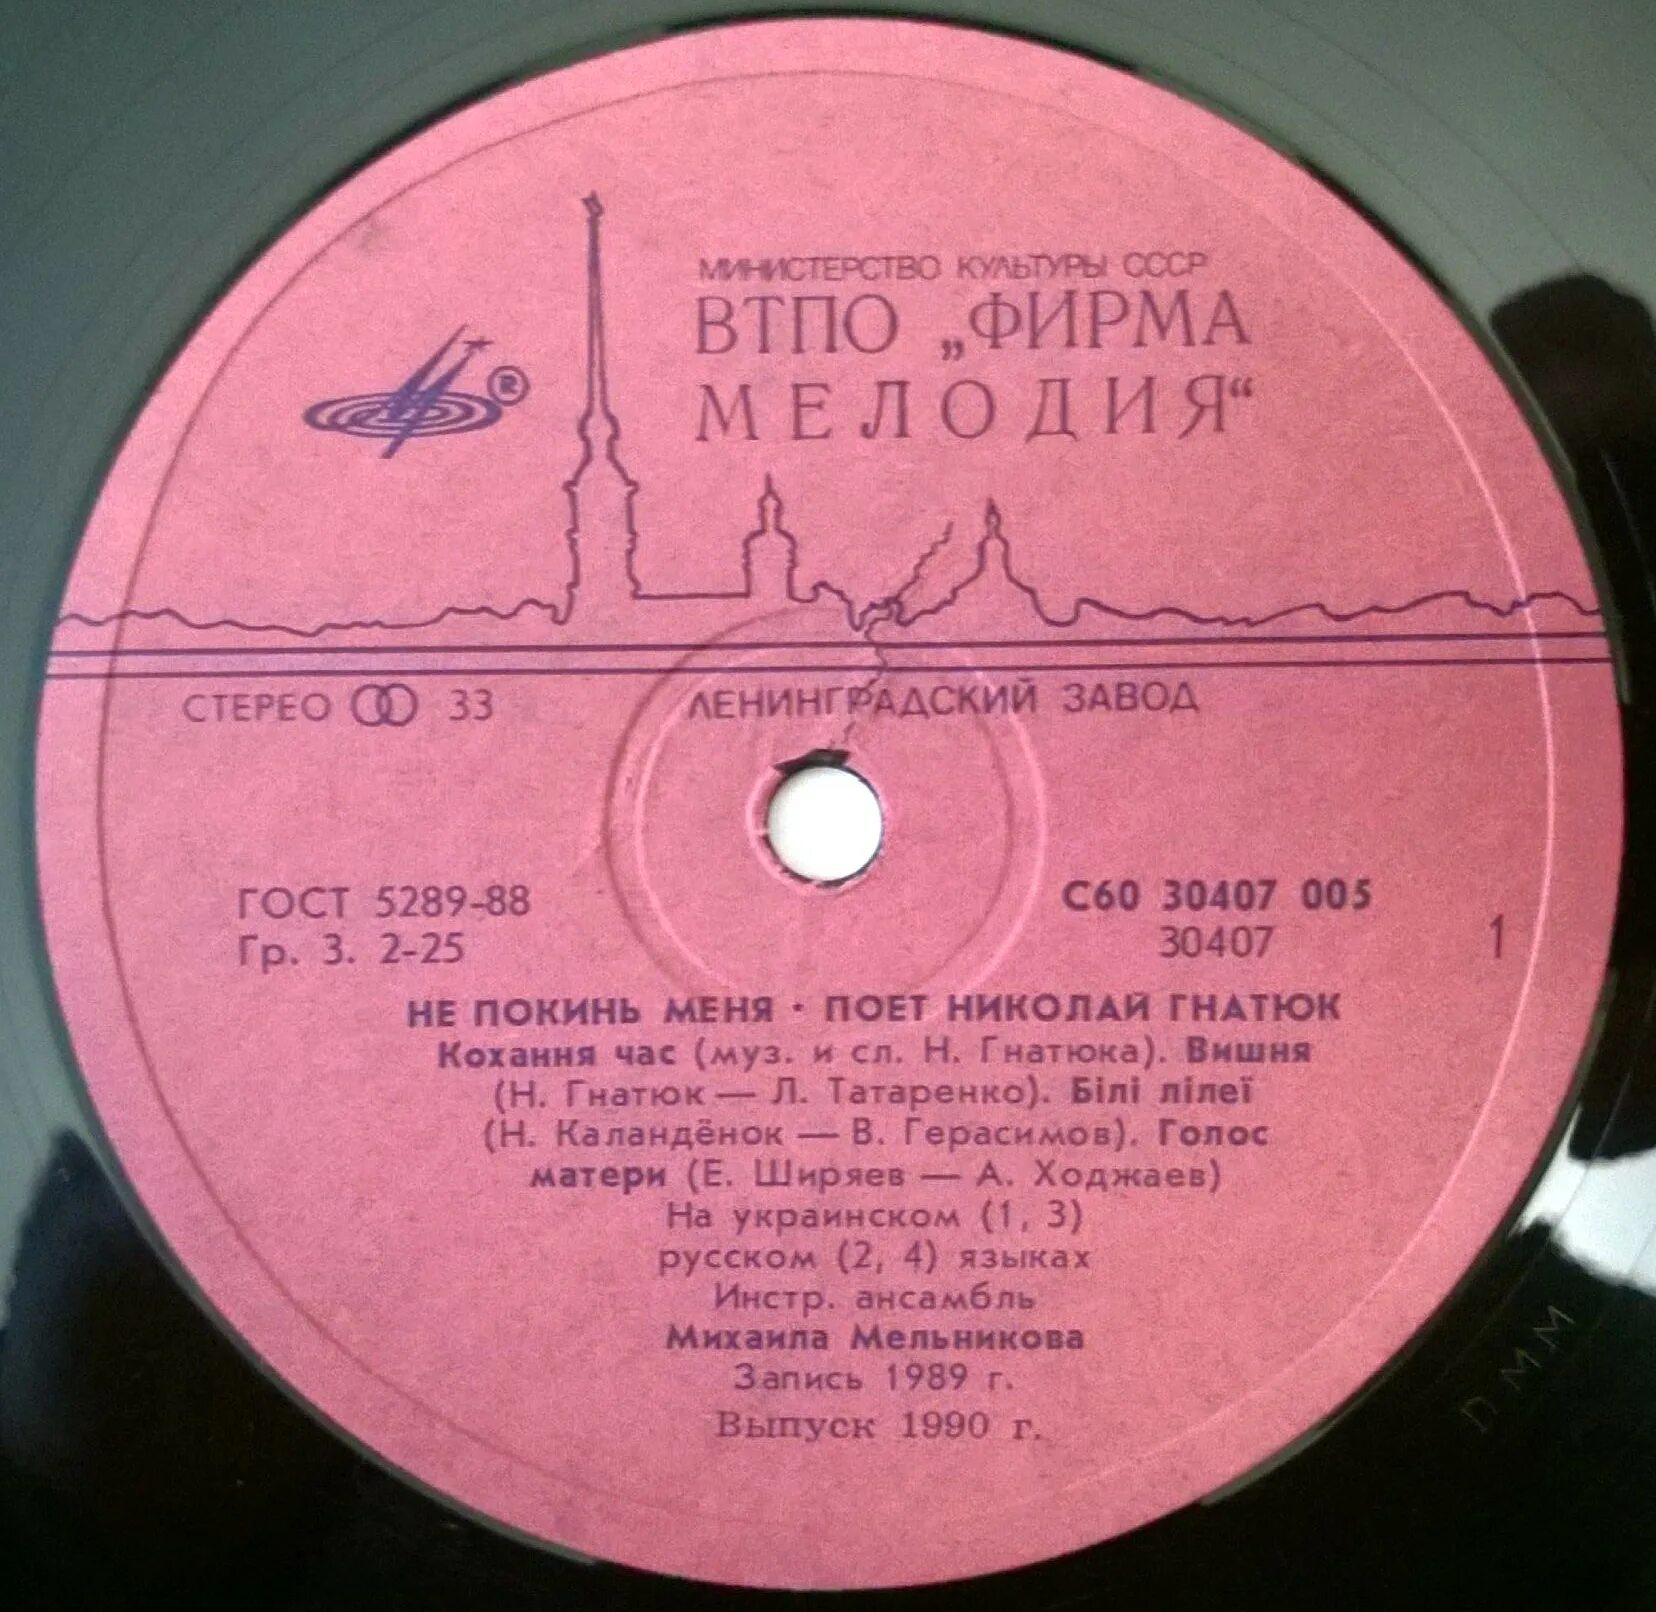 МИНИСТЕРСТВО КУЛЬТУРЫ СССР
ВТПО „ФИРМА
МЕЛОДИЯ“
®
СТЕРЕО 33
ЛЕНИНГРАДСКИЙ ЗАВОД
ГОСТ 5289-88
Гр. 3. 2-25
С60 30407 005
30407
1
НЕ ПОКИНЬ МЕНЯ · ПОЕТ НИКОЛАЙ ГНАТЮК
Кохання час (муз. и сл. Н. Гнатюка). Вишня
(Н. Гнатюк — Л. Татаренко). Білі лілеї
(Н. Каландёнок — В. Герасимов). Голос
матери (Е. Ширяев — А. Ходжаев)
На украинском (1, 3)
русском (2, 4) языках
Инстр. ансамбль
Михаила Мельникова
Запись 1989 г.
Выпуск 1990 г.
DMM